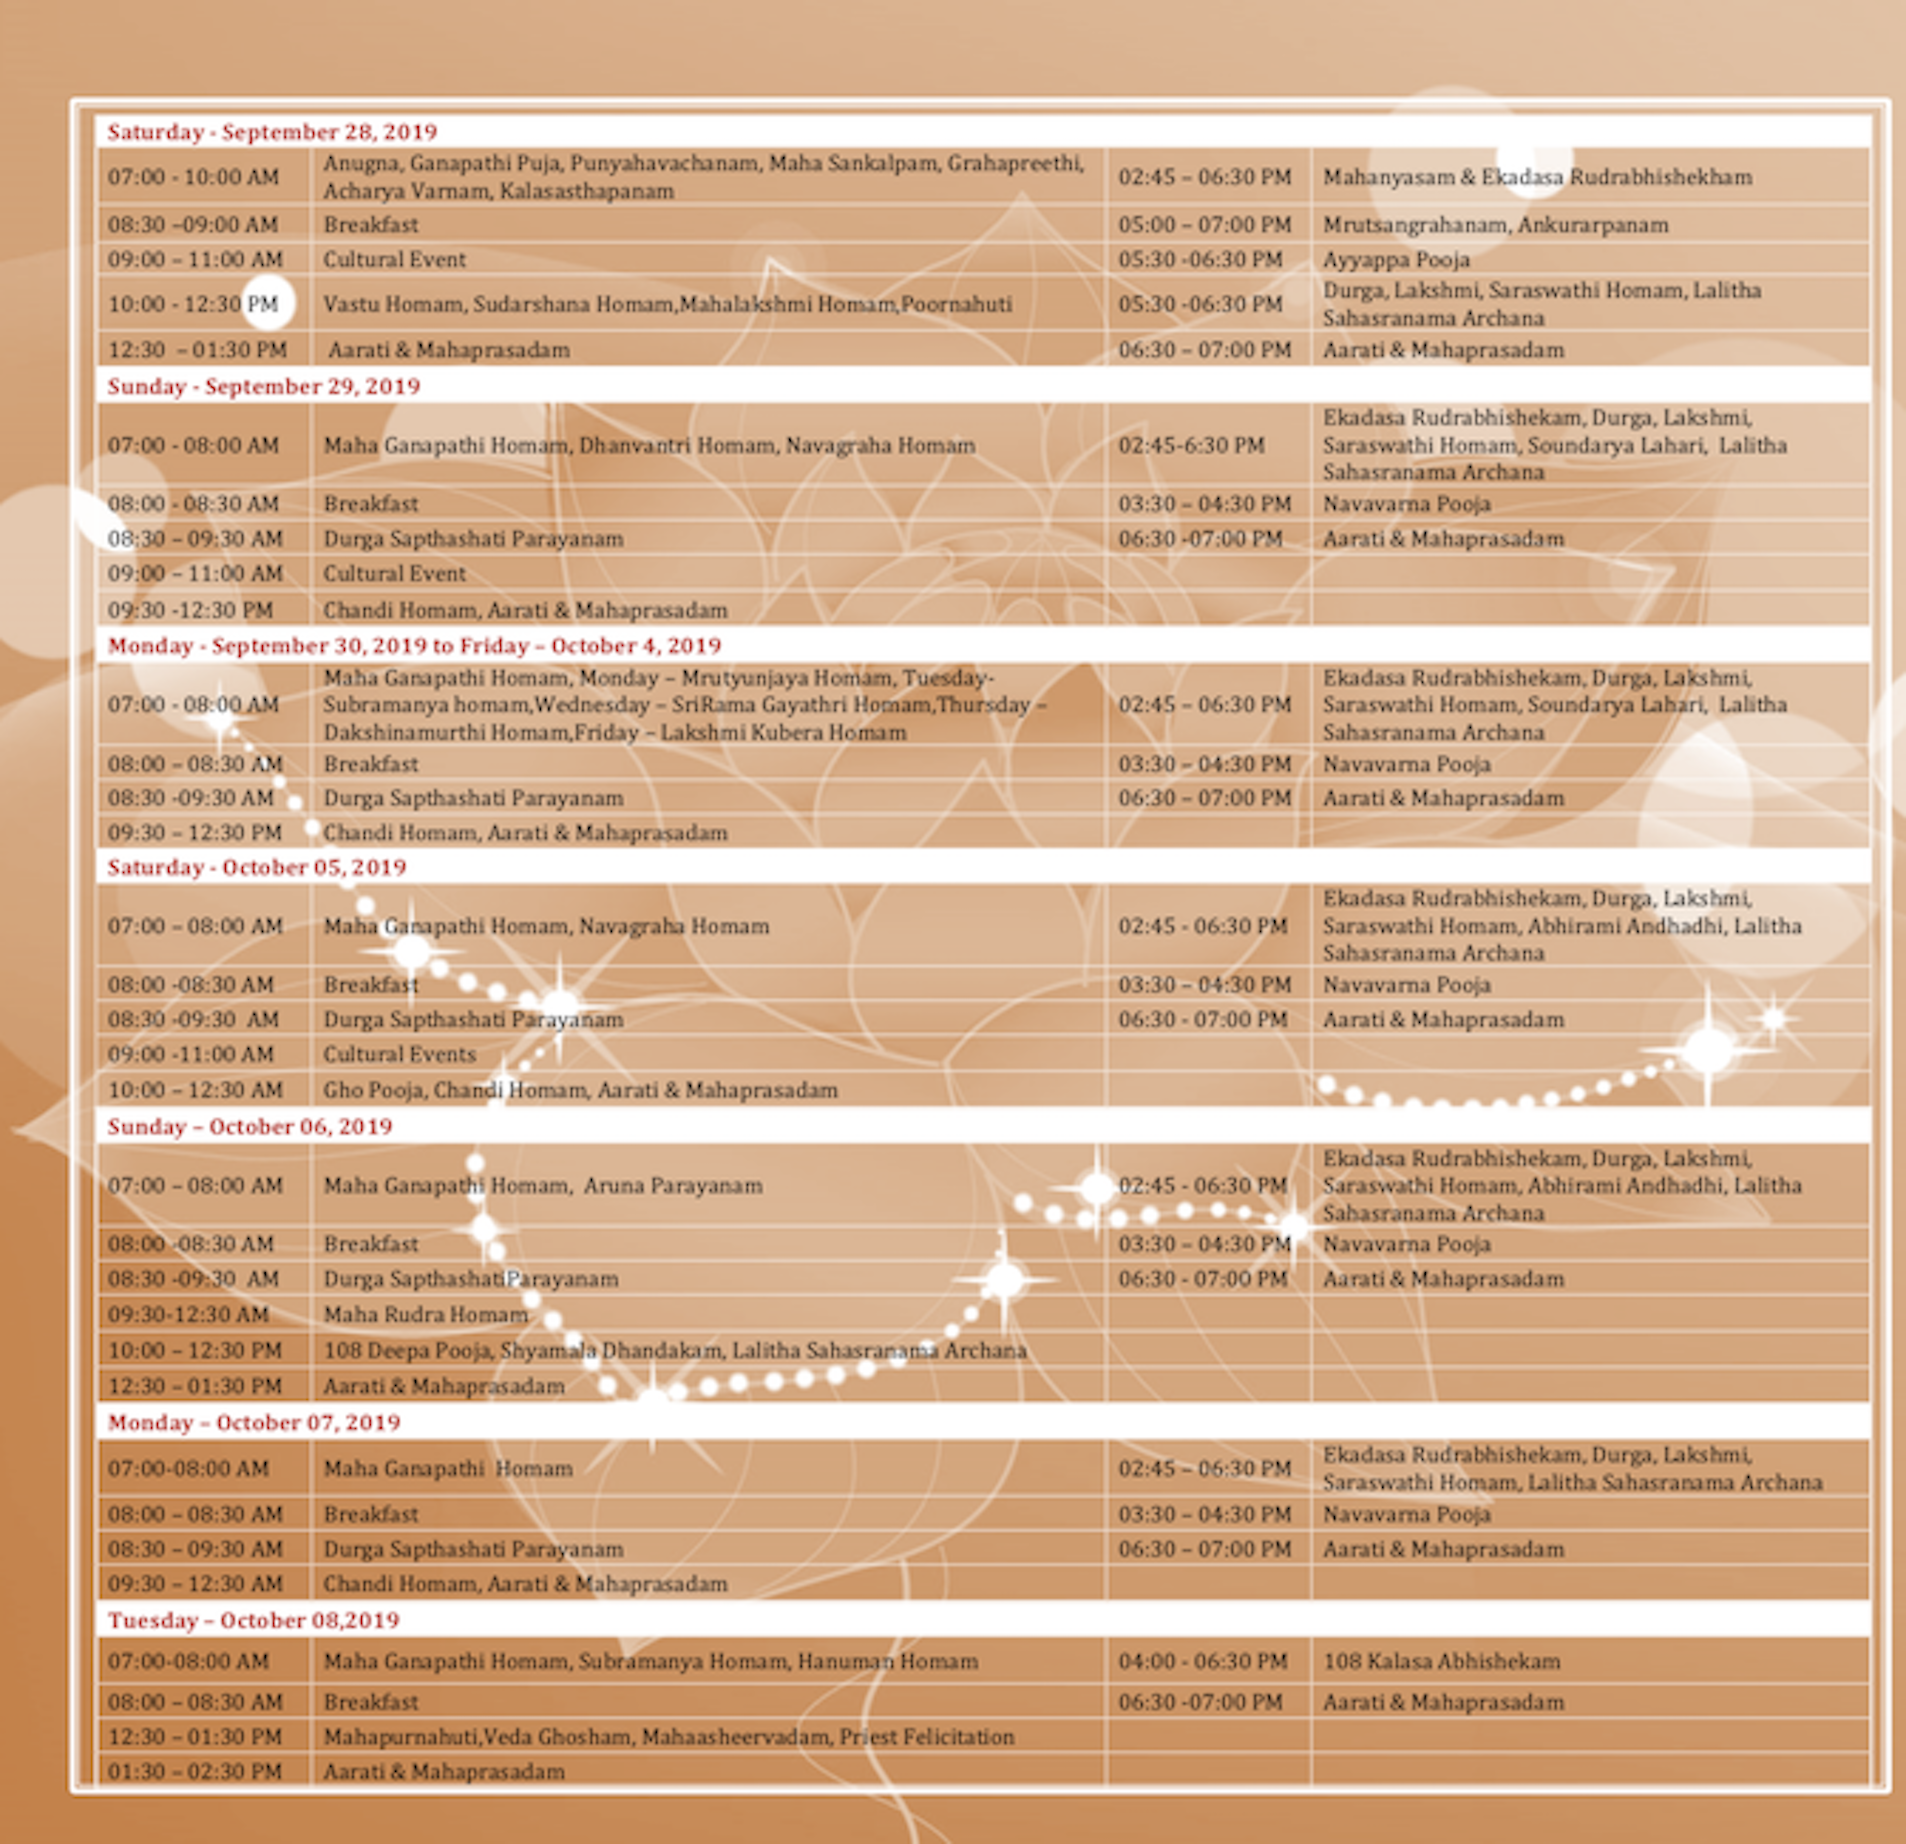 Saturday - September 28, 2019
07:00 - 10:00 AM Anugna, Ganapathi Puja, Punyahavachanam, Maha Sankalpam, Grahapreethi, Acharya Varnam, Kalasasthapanam 02:45 – 06:30 PM Mahanyasam & Ekadasa Rudrabhishekham
08:30 –09:00 AM Breakfast 05:00 – 07:00 PM Mrutsangrahanam, Ankurarpanam
09:00 – 11:00 AM Cultural Event 05:30 -06:30 PM Ayyappa Pooja
10:00 - 12:30 PM Vastu Homam, Sudarshana Homam,Mahalakshmi Homam,Poornahuti 05:30 -06:30 PM Durga, Lakshmi, Saraswathi Homam, Lalitha Sahasranama Archana
12:30 – 01:30 PM Aarati & Mahaprasadam 06:30 – 07:00 PM Aarati & Mahaprasadam
Sunday - September 29, 2019
07:00 - 08:00 AM Maha Ganapathi Homam, Dhanvantri Homam, Navagraha Homam 02:45-6:30 PM Ekadasa Rudrabhishekam, Durga, Lakshmi, Saraswathi Homam, Soundarya Lahari, Lalitha Sahasranama Archana
08:00 - 08:30 AM Breakfast 03:30 – 04:30 PM Navavarna Pooja
08:30 – 09:30 AM Durga Sapthashati Parayanam 06:30 -07:00 PM Aarati & Mahaprasadam
09:00 – 11:00 AM Cultural Event
09:30 -12:30 PM Chandi Homam, Aarati & Mahaprasadam
Monday - September 30, 2019 to Friday – October 4, 2019
07:00 - 08:00 AM Maha Ganapathi Homam, Monday – Mrutyunjaya Homam, Tuesday- Subramanya homam,Wednesday – SriRama Gayathri Homam,Thursday – Dakshinamurthi Homam,Friday – Lakshmi Kubera Homam 02:45 – 06:30 PM Ekadasa Rudrabhishekam, Durga, Lakshmi, Saraswathi Homam, Soundarya Lahari, Lalitha Sahasranama Archana
08:00 – 08:30 AM Breakfast 03:30 – 04:30 PM Navavarna Pooja
08:30 -09:30 AM Durga Sapthashati Parayanam 06:30 – 07:00 PM Aarati & Mahaprasadam
09:30 – 12:30 PM Chandi Homam, Aarati & Mahaprasadam
Saturday - October 05, 2019
07:00 – 08:00 AM Maha Ganapathi Homam, Navagraha Homam 02:45 - 06:30 PM Ekadasa Rudrabhishekam, Durga, Lakshmi, Saraswathi Homam, Abhirami Andhadhi, Lalitha Sahasranama Archana
08:00 -08:30 AM Breakfast 03:30 – 04:30 PM Navavarna Pooja
08:30 -09:30 AM Durga Sapthashati Parayanam 06:30 - 07:00 PM Aarati & Mahaprasadam
09:00 -11:00 AM Cultural Events
10:00 – 12:30 AM Gho Pooja, Chandi Homam, Aarati & Mahaprasadam
Sunday – October 06, 2019
07:00 – 08:00 AM Maha Ganapathi Homam, Aruna Parayanam 02:45 - 06:30 PM Ekadasa Rudrabhishekam, Durga, Lakshmi, Saraswathi Homam, Abhirami Andhadhi, Lalitha Sahasranama Archana
08:00 -08:30 AM Breakfast 03:30 – 04:30 PM Navavarna Pooja
08:30 -09:30 AM Durga SapthashatiParayanam 06:30 - 07:00 PM Aarati & Mahaprasadam
09:30-12:30 AM Maha Rudra Homam
10:00 – 12:30 PM 108 Deepa Pooja, Shyamala Dhandakam, Lalitha Sahasranama Archana
12:30 – 01:30 PM Aarati & Mahaprasadam
Monday – October 07, 2019
07:00-08:00 AM Maha Ganapathi Homam 02:45 – 06:30 PM Ekadasa Rudrabhishekam, Durga, Lakshmi, Saraswathi Homam, Lalitha Sahasranama Archana
08:00 – 08:30 AM Breakfast 03:30 – 04:30 PM Navavarna Pooja
08:30 – 09:30 AM Durga Sapthashati Parayanam 06:30 – 07:00 PM Aarati & Mahaprasadam
09:30 – 12:30 AM Chandi Homam, Aarati & Mahaprasadam
Tuesday – October 08,2019
07:00-08:00 AM Maha Ganapathi Homam, Subramanya Homam, Hanuman Homam 04:00 - 06:30 PM 108 Kalasa Abhishekam
08:00 – 08:30 AM Breakfast 06:30 -07:00 PM Aarati & Mahaprasadam
12:30 – 01:30 PM Mahapurnahuti,Veda Ghosham, Mahaasheervadam, Priest Felicitation
01:30 – 02:30 PM Aarati & Mahaprasadam